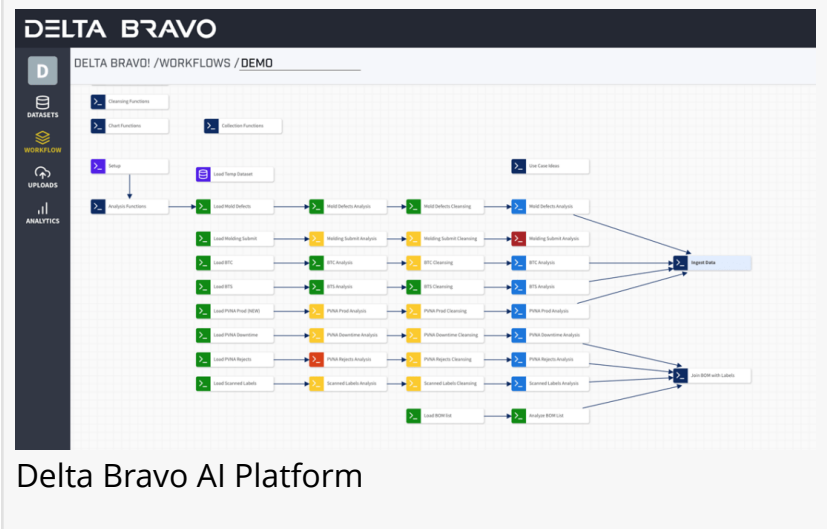 DELTA BRAVO
D
DELTA BRAVO! /WORKFLOWS / DEMO
DATASETS
WORKFLOW
UPLOADS
ANALYTICS
Cleansing Functions
Chart Functions
Collection Functions
Setup
Load Temp Dataset
Use Case Ideas
Analysis Functions
Load Mold Defects
Mold Defects Analysis
Mold Defects Cleansing
Mold Defects Analysis
Load Molding Submit
Molding Submit Analysis
Molding Submit Cleansing
Molding Submit Analysis
Load BTC
BTC Analysis
BTC Cleansing
BTC Analysis
Ingest Data
Load BTS
BTS Analysis
BTS Cleansing
BTS Analysis
Load PVNA Prod (NEW)
PVNA Prod Analysis
PVNA Prod Cleansing
PVNA Prod Analysis
Load PVNA Downtime
PVNA Downtime Analysis
PVNA Downtime Cleansing
PVNA Downtime Analysis
Load PVNA Rejects
PVNA Rejects Analysis
PVNA Rejects Cleansing
PVNA Rejects Analysis
Join BOM with Labels
Load Scanned Labels
Scanned Labels Analysis
Scanned Labels Cleansing
Scanned Labels Analysis
Load BOM list
Analyze BOM List
Delta Bravo AI Platform